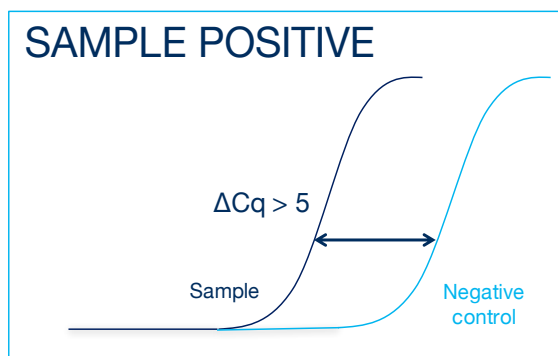 SAMPLE POSITIVE
ΔCq > 5
Sample
Negative
control